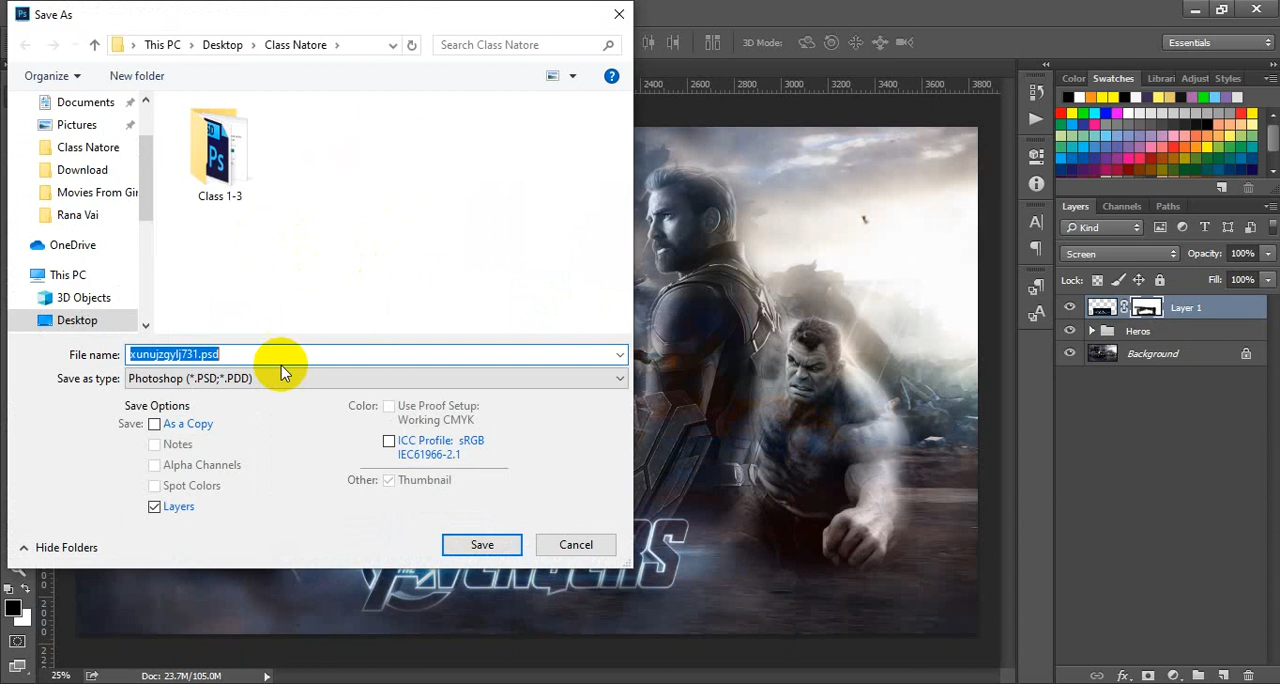 Save As
This PC > Desktop > Class Natore >
Search Class Natore
Organize
New folder
Documents
Pictures
Class Natore
Download
Movies From Gir
Rana Vai
OneDrive
This PC
3D Objects
Desktop
Class 1-3
File name: xunujzgylj731.psd
Save as type: Photoshop (*.PSD;*.PDD)
Save Options
Save: As a Copy
Notes
Alpha Channels
Spot Colors
Layers
Color: Use Proof Setup:
Working CMYK
ICC Profile: sRGB
IEC61966-2.1
Other: Thumbnail
Hide Folders
Save
Cancel
3D Mode:
Essentials
2400 2600 2800 3000 3200 3400 3600 3800
Color Swatches Librari Adjust Styles
Layers Channels Paths
Kind
Screen Opacity: 100%
Lock: Fill: 100%
Layer 1
Heros
Background
THE AVENGERS
25% Doc: 23.7M/105.0M